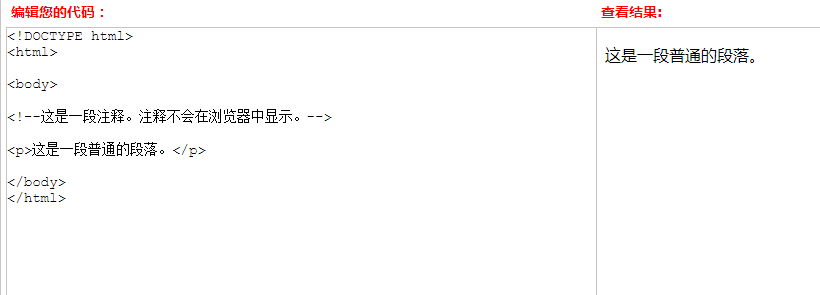 编辑您的代码：
查看结果:
<!DOCTYPE html>
<html>
<body>
<!--这是一段注释。注释不会在浏览器中显示。-->
<p>这是一段普通的段落。</p>
</body>
</html>
这是一段普通的段落。